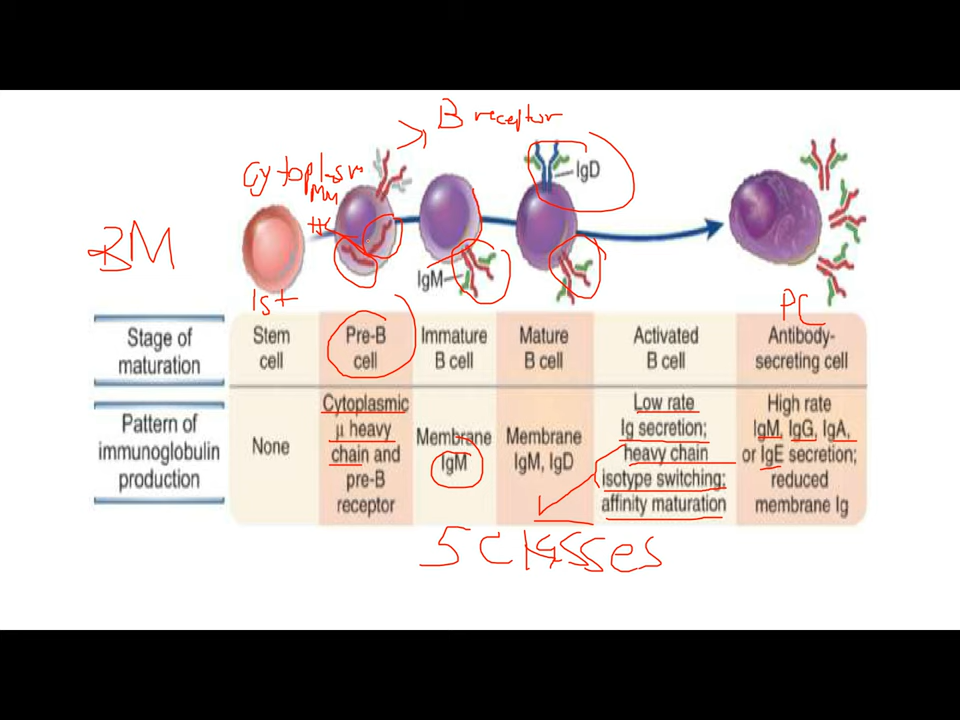 B receptor
Cytoplasm
Mu
IgD
BM
Hc
IgM
1st
PC
Stage of
maturation
Stem
cell
Pre-B
cell
Immature
B cell
Mature
B cell
Activated
B cell
Antibody-
secreting cell
Pattern of
immunoglobulin
production
None
Cytoplasmic
μ heavy
chain and
pre-B
receptor
Membrane
IgM
Membrane
IgM, IgD
Low rate
Ig secretion;
heavy chain
isotype switching;
affinity maturation
High rate
IgM, IgG, IgA,
or IgE secretion;
reduced
membrane Ig
5 Classes